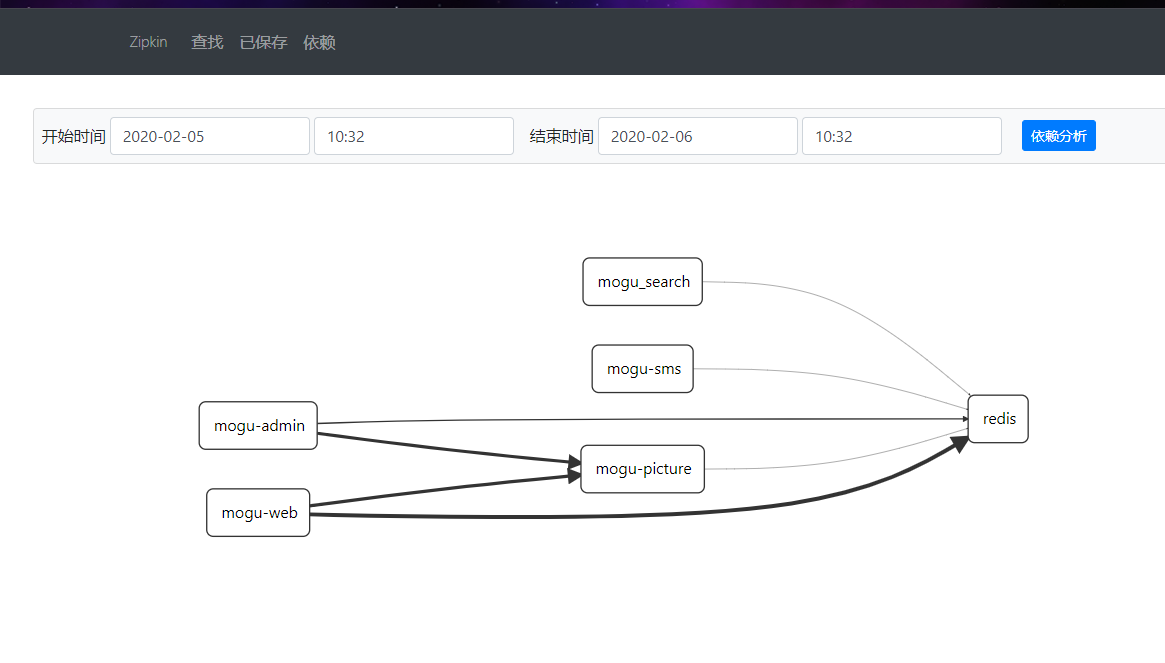 Zipkin 查找 已保存 依赖
开始时间 2020-02-05 10:32 结束时间 2020-02-06 10:32 依赖分析
mogu_search
mogu-sms
mogu-admin
redis
mogu-picture
mogu-web